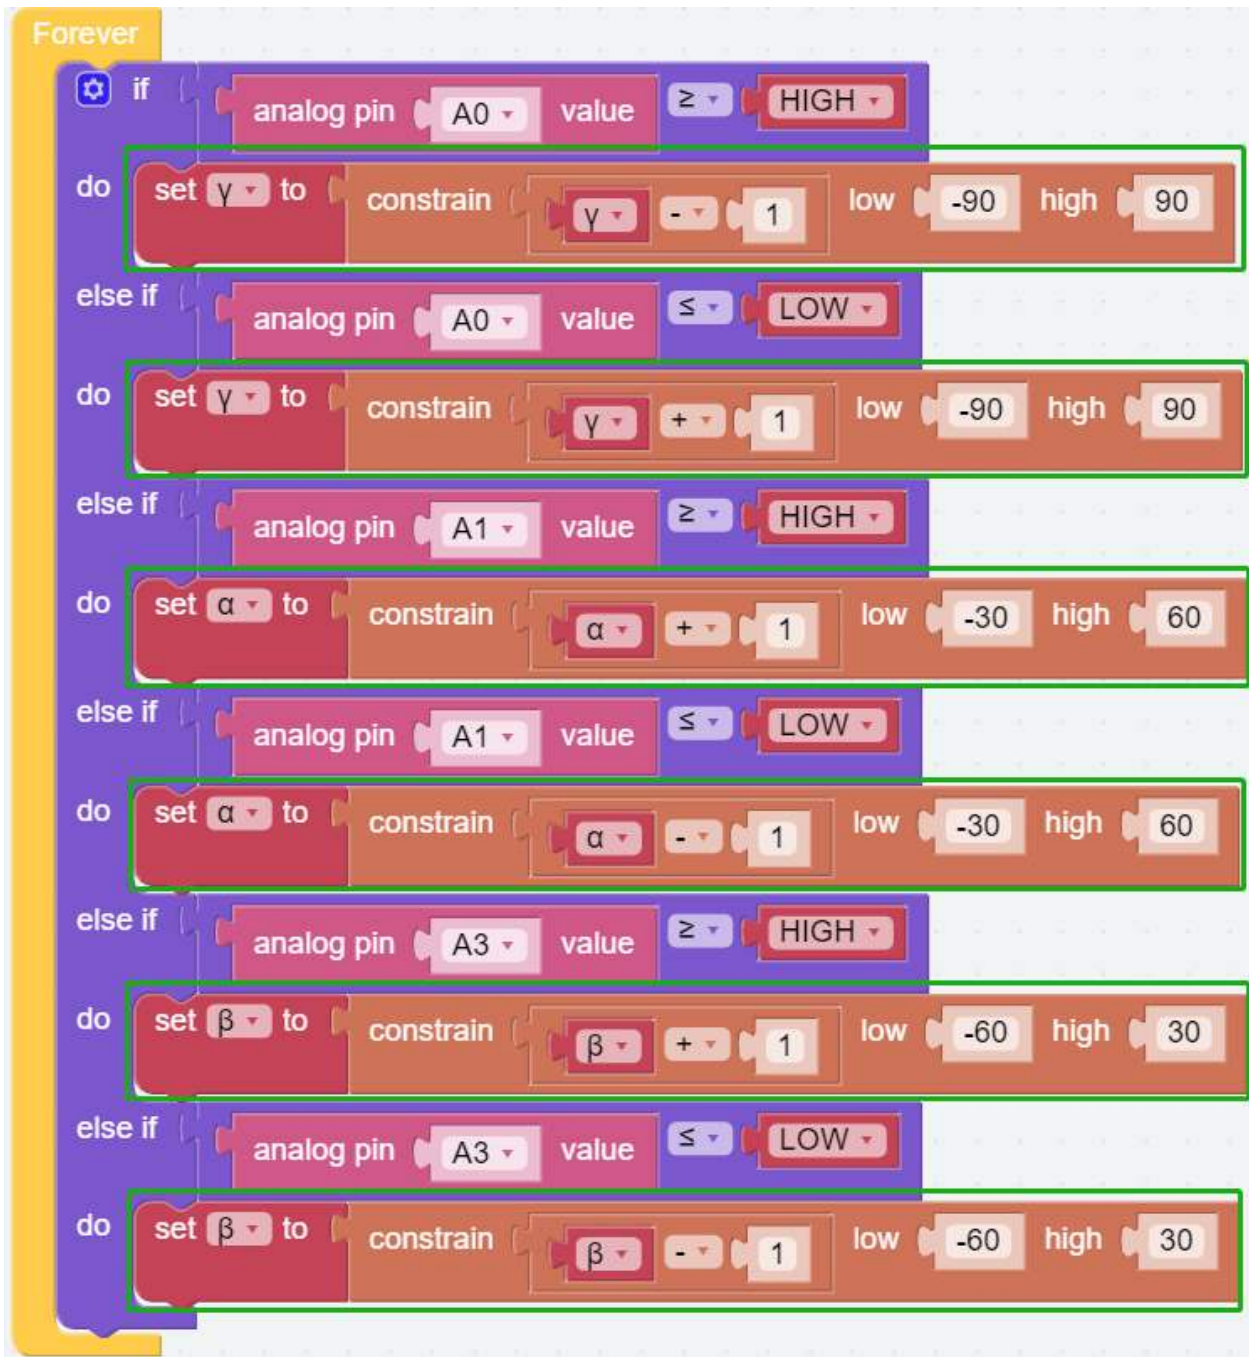 Forever
if analog pin A0 value ≥ HIGH
do set γ to constrain γ - 1 low -90 high 90
else if analog pin A0 value ≤ LOW
do set γ to constrain γ + 1 low -90 high 90
else if analog pin A1 value ≥ HIGH
do set α to constrain α + 1 low -30 high 60
else if analog pin A1 value ≤ LOW
do set α to constrain α - 1 low -30 high 60
else if analog pin A3 value ≥ HIGH
do set β to constrain β + 1 low -60 high 30
else if analog pin A3 value ≤ LOW
do set β to constrain β - 1 low -60 high 30